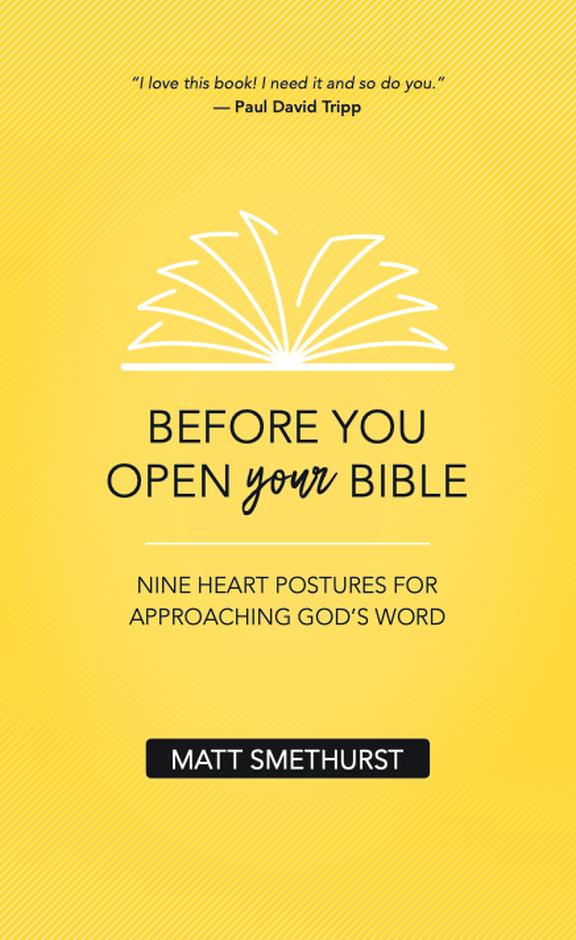 “I love this book! I need it and so do you.”
— Paul David Tripp
BEFORE YOU
OPEN your BIBLE
NINE HEART POSTURES FOR
APPROACHING GOD’S WORD
MATT SMETHURST